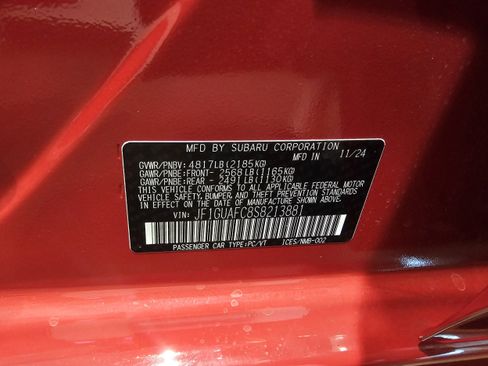 MFD BY SUBARU CORPORATION
MFD IN 11/24
GVWR/PNBV: 4817LB(2185KG)
GAWR/PNBE:FRONT- 2568LB(1165KG)
GAWR/PNBE:REAR - 2491LB(1130KG)
THIS VEHICLE CONFORMS TO ALL APPLICABLE FEDERAL MOTOR
VEHICLE SAFETY, BUMPER, AND THEFT PREVENTION STANDARDS
IN EFFECT ON THE DATE OF MANUFACTURE SHOWN ABOVE.
VIN: JF1GUAFC8S8213881
PASSENGER CAR TYPE:PC/VT ICES/NMB-002